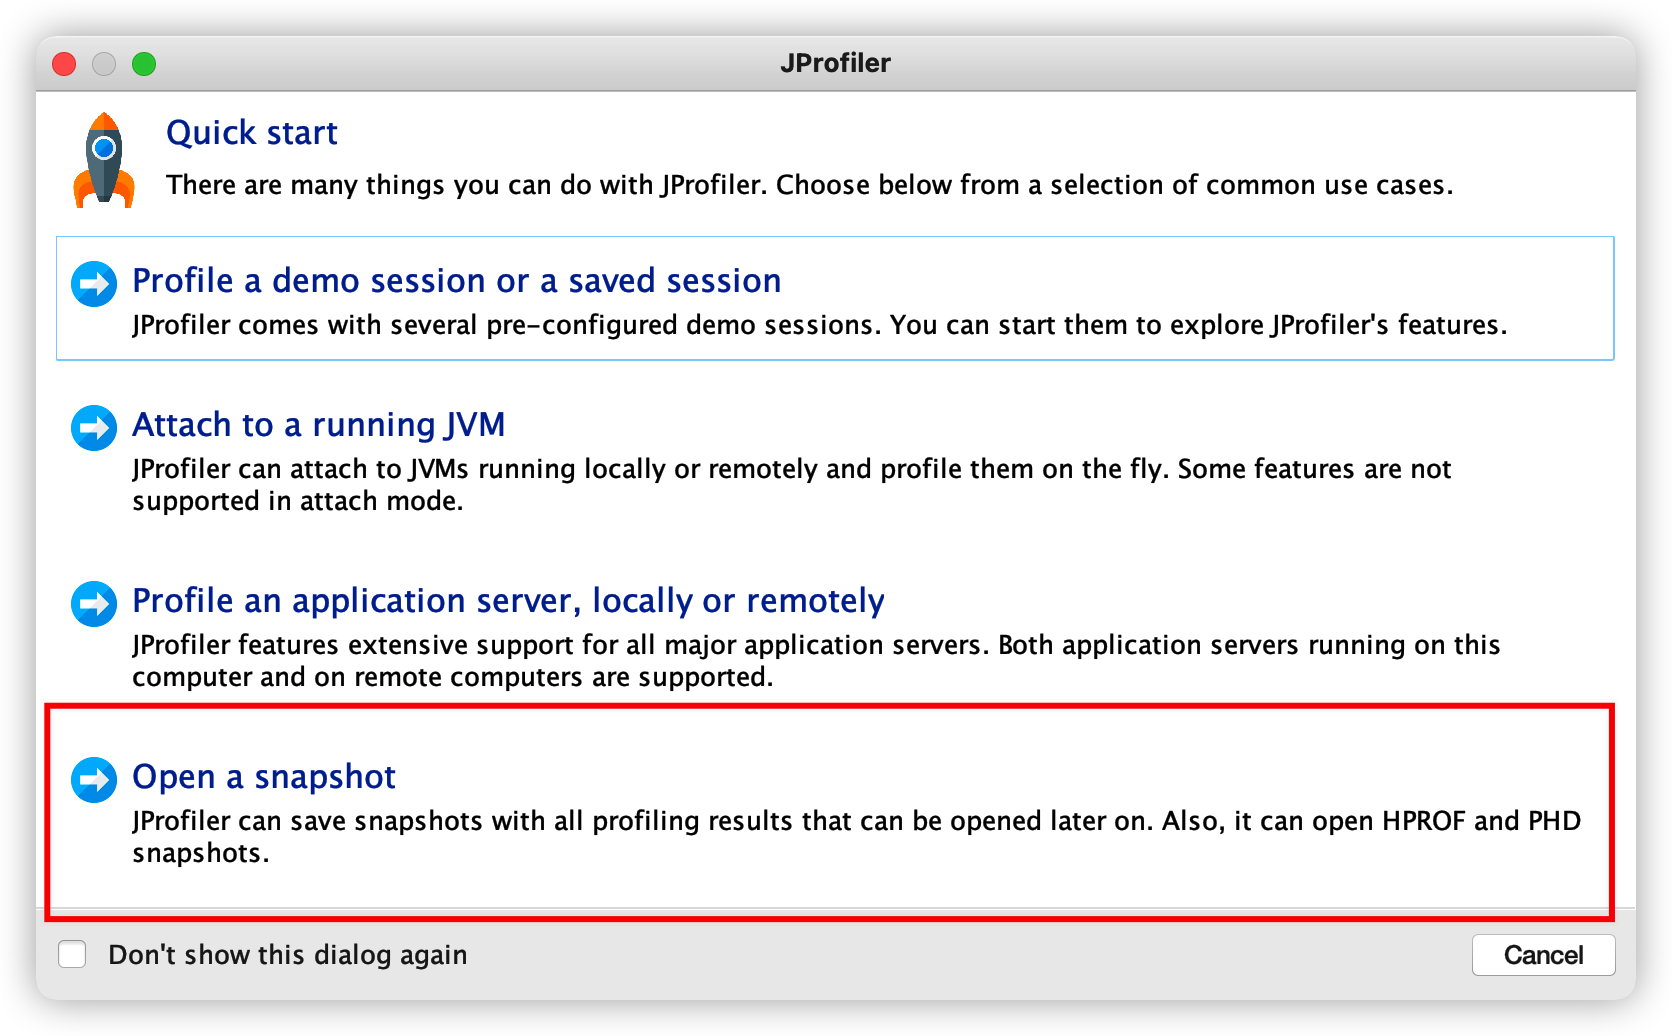 JProfiler
Quick start
There are many things you can do with JProfiler. Choose below from a selection of common use cases.
Profile a demo session or a saved session
JProfiler comes with several pre-configured demo sessions. You can start them to explore JProfiler's features.
Attach to a running JVM
JProfiler can attach to JVMs running locally or remotely and profile them on the fly. Some features are not
supported in attach mode.
Profile an application server, locally or remotely
JProfiler features extensive support for all major application servers. Both application servers running on this
computer and on remote computers are supported.
Open a snapshot
JProfiler can save snapshots with all profiling results that can be opened later on. Also, it can open HPROF and PHD
snapshots.
Don't show this dialog again
Cancel